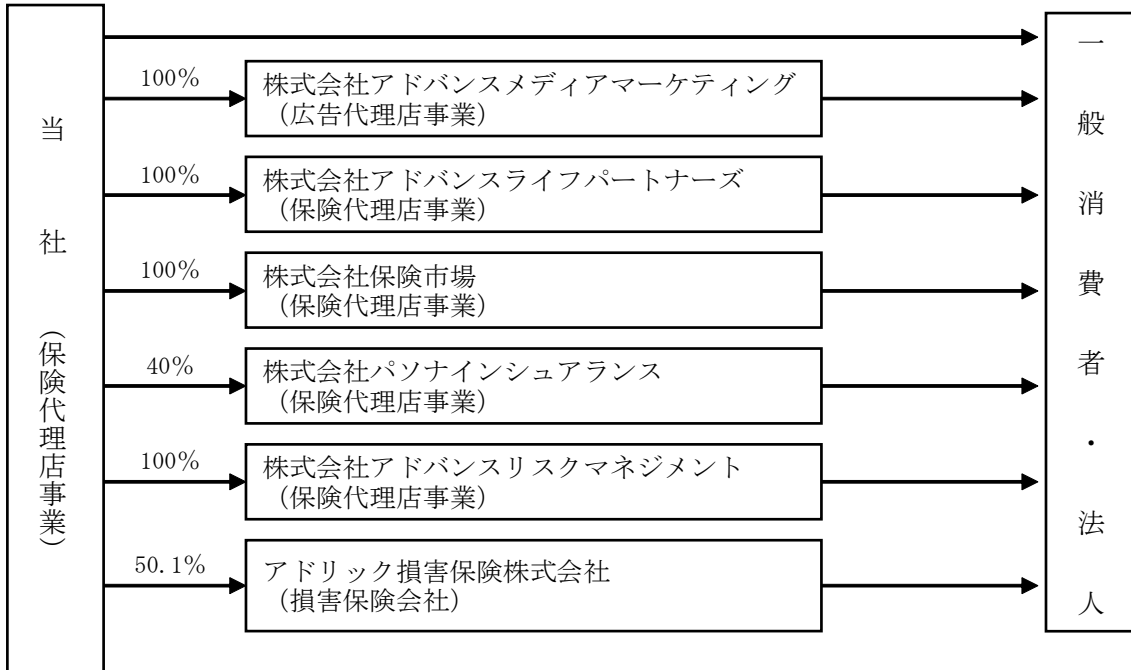 当社(保険代理店事業)
100%
株式会社アドバンスメディアマーケティング
(広告代理店事業)
100%
株式会社アドバンスライフパートナーズ
(保険代理店事業)
100%
株式会社保険市場
(保険代理店事業)
40%
株式会社パソナインシュアランス
(保険代理店事業)
100%
株式会社アドバンスリスクマネジメント
(保険代理店事業)
50.1%
アドリック損害保険株式会社
(損害保険会社)
一般消費者・法人